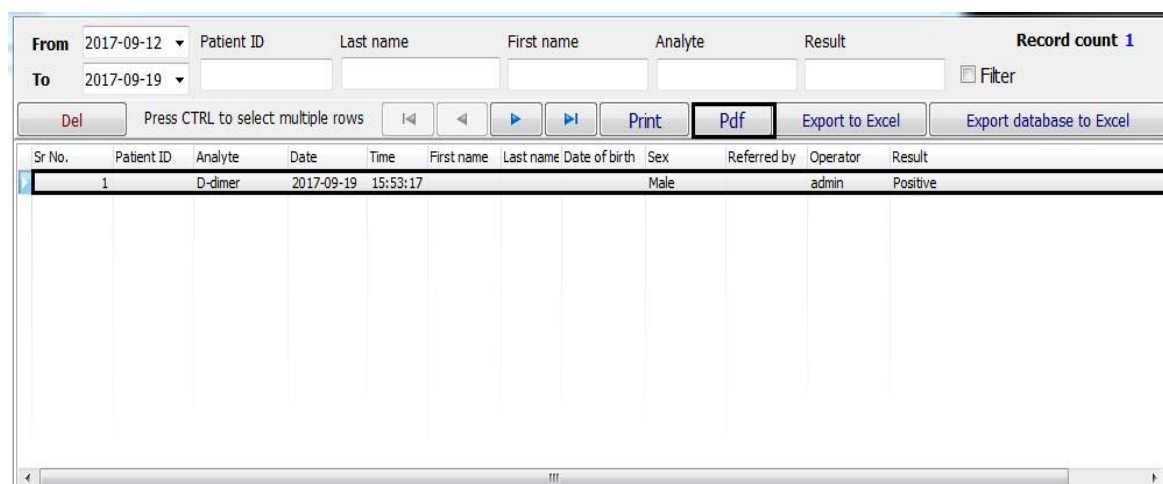 From 2017-09-12 Patient ID Last name First name Analyte Result Record count 1
To 2017-09-19 Filter
Del Press CTRL to select multiple rows Print Pdf Export to Excel Export database to Excel
Sr No. Patient ID Analyte Date Time First name Last name Date of birth Sex Referred by Operator Result
1 D-dimer 2017-09-19 15:53:17 Male admin Positive